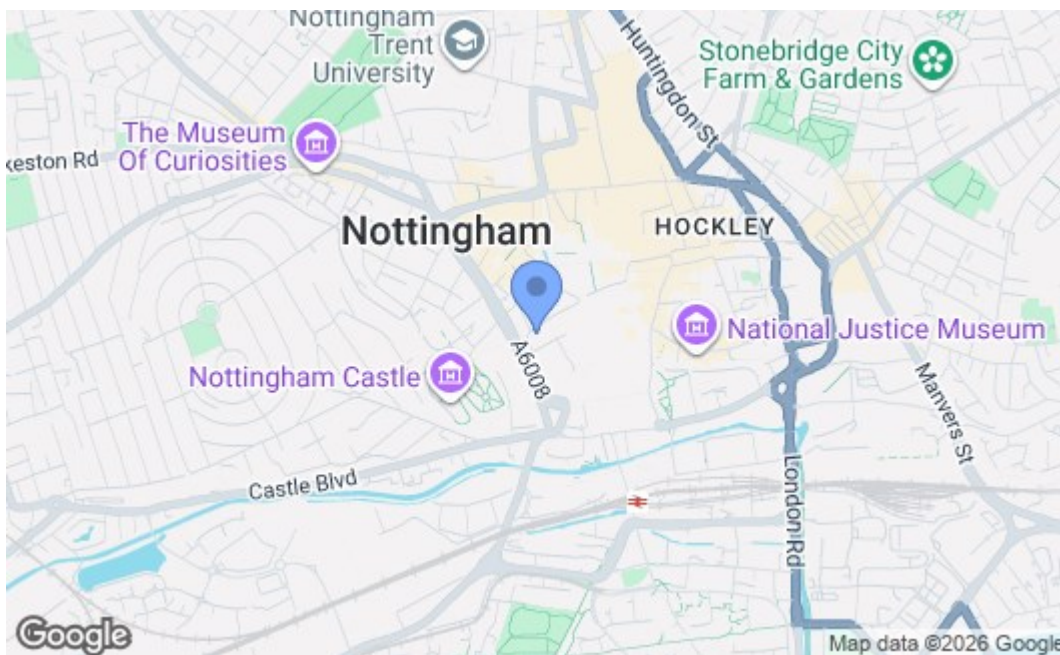 Nottingham
Trent
University
Huntingdon St
Stonebridge City
Farm & Gardens
The Museum
Of Curiosities
keston Rd
Nottingham
HOCKLEY
National Justice Museum
Nottingham Castle
A6008
Manvers St
Castle Blvd
London Rd
Google
Map data ©2026 Google